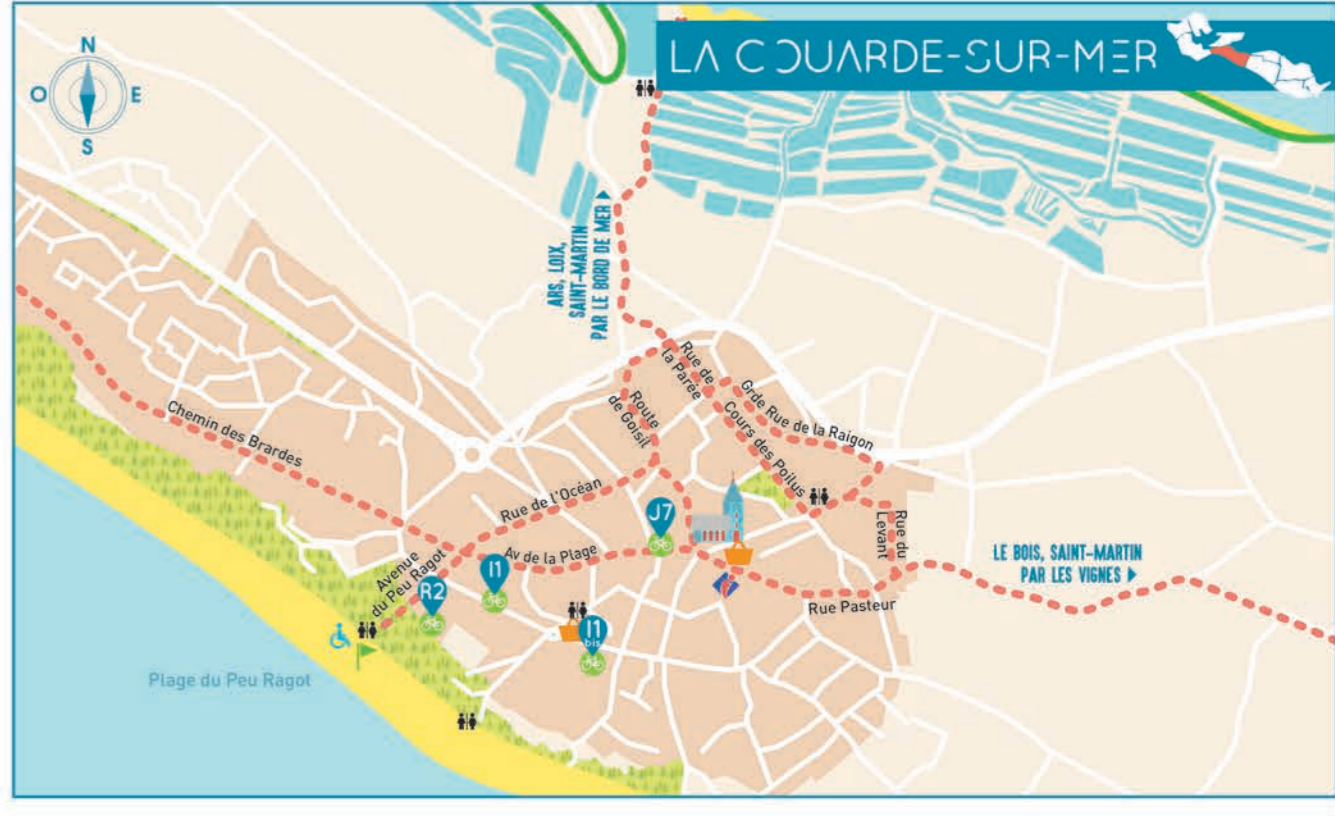 LA COUARDE-SUR-MER
N
O
E
S
ARS, LOIX,
SAINT-MARTIN
PAR LE BORD DE MER
Rue de
la Parée
Grde Rue de la Raigon
Route
de Goisil
Cours des Poilus
Chemin des Brardes
Rue de l'Océan
J7
Rue du
Levant
Av de la Plage
LE BOIS, SAINT-MARTIN
PAR LES VIGNES
Avenue
du Peu Ragot
I1
R2
Rue Pasteur
I1
bis
Plage du Peu Ragot